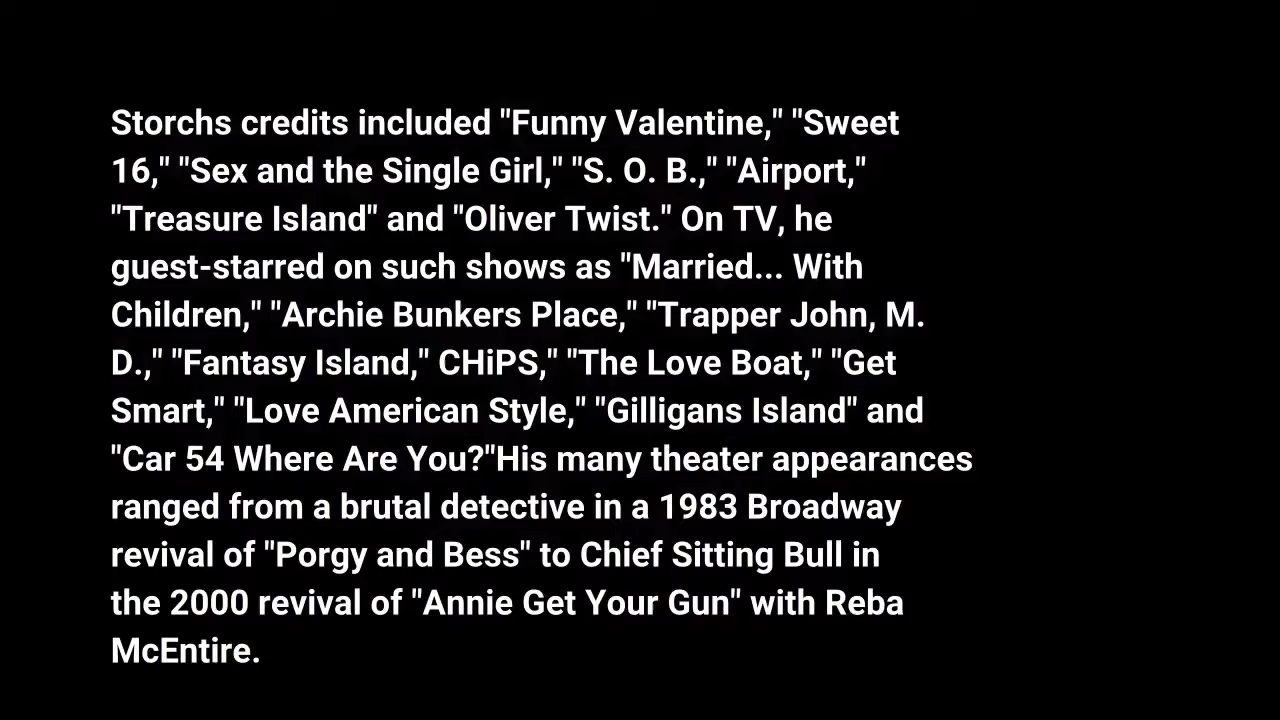 Storchs credits included "Funny Valentine," "Sweet
16," "Sex and the Single Girl," "S. O. B.," "Airport,"
"Treasure Island" and "Oliver Twist." On TV, he
guest-starred on such shows as "Married... With
Children," "Archie Bunkers Place," "Trapper John, M.
D.," "Fantasy Island," CHiPS," "The Love Boat," "Get
Smart," "Love American Style," "Gilligans Island" and
"Car 54 Where Are You?"His many theater appearances
ranged from a brutal detective in a 1983 Broadway
revival of "Porgy and Bess" to Chief Sitting Bull in
the 2000 revival of "Annie Get Your Gun" with Reba
McEntire.